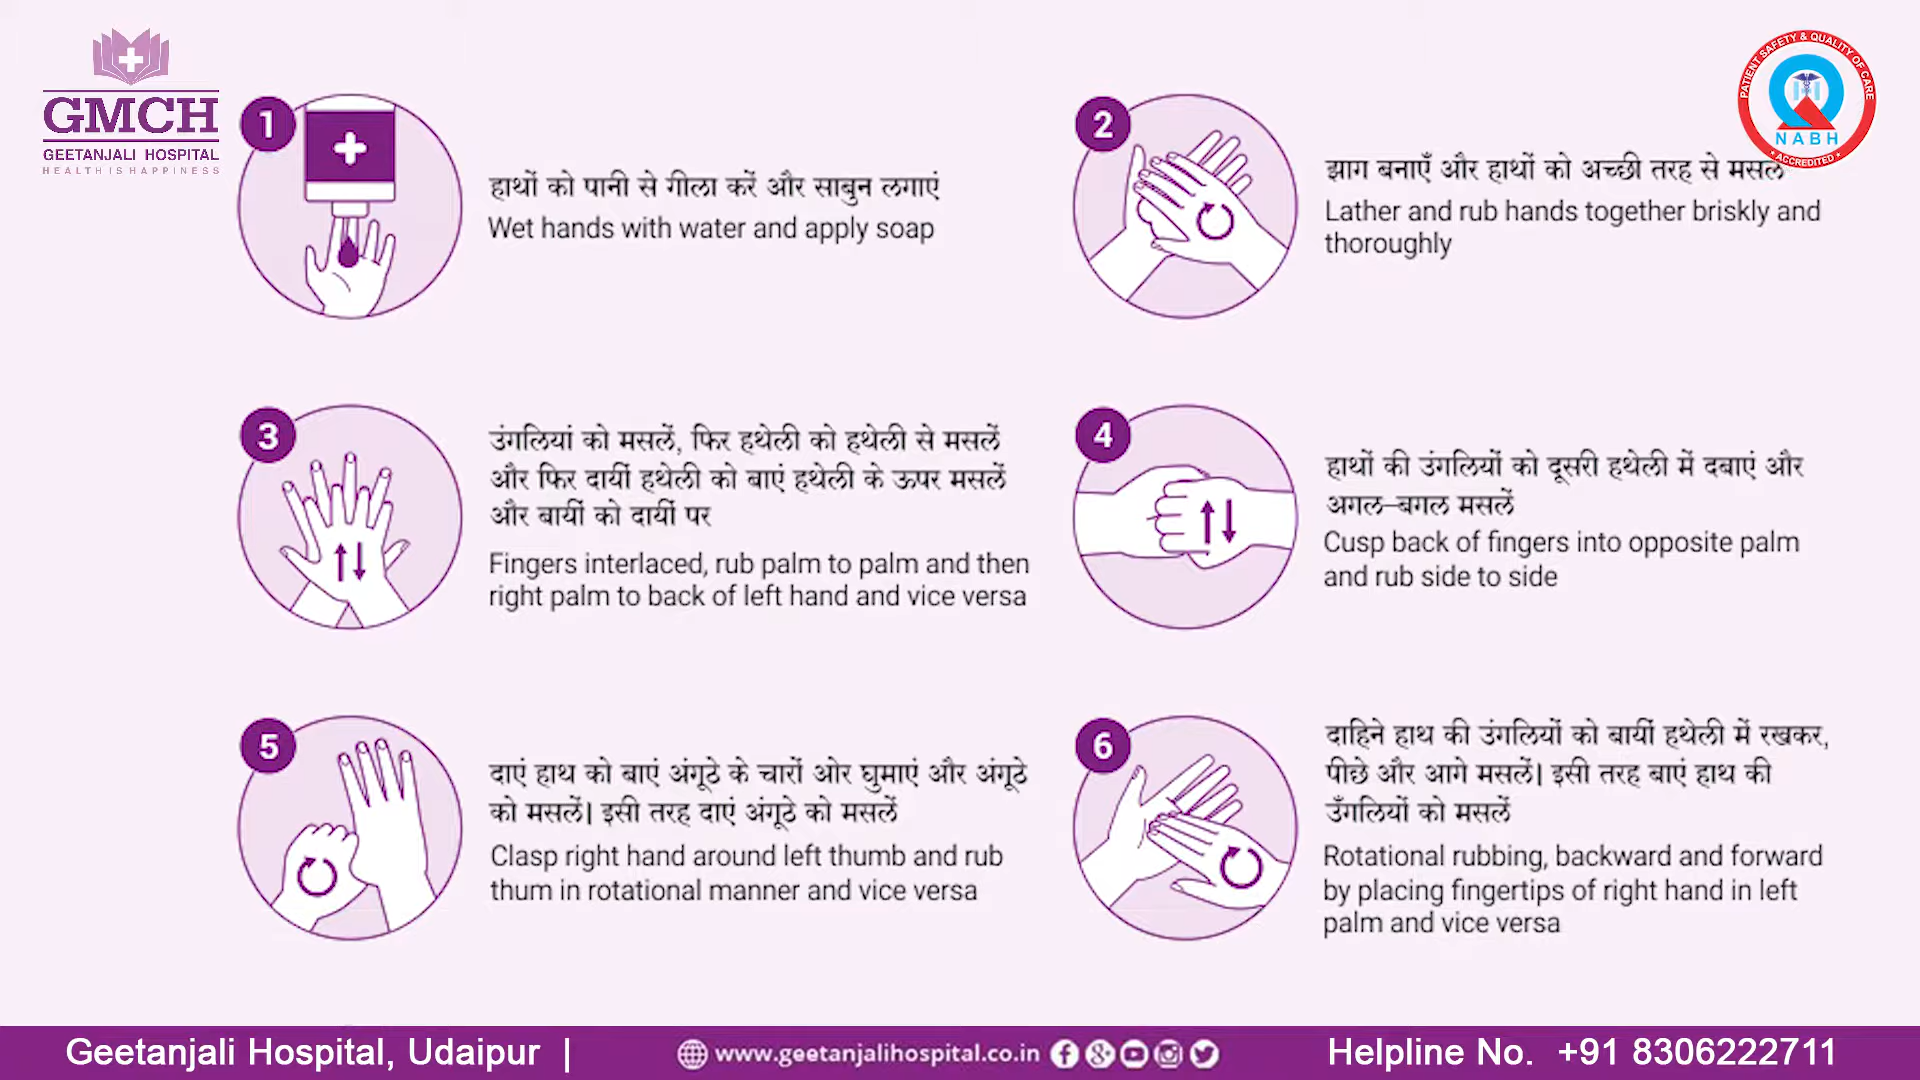 GMCH
GEETANJALI HOSPITAL
HEALTH IS HAPPINESS
PATIENT SAFETY & QUALITY OF CARE
NABH
• ACCREDITED •
1
हाथों को पानी से गीला करें और साबुन लगाएं
Wet hands with water and apply soap
2
झाग बनाएँ और हाथों को अच्छी तरह से मसलें
Lather and rub hands together briskly and
thoroughly
3
उंगलियां को मसलें, फिर हथेली को हथेली से मसलें
और फिर दायीं हथेली को बाएं हथेली के ऊपर मसलें
और बायीं को दायीं पर
Fingers interlaced, rub palm to palm and then
right palm to back of left hand and vice versa
4
हाथों की उंगलियों को दूसरी हथेली में दबाएं और
अगल–बगल मसलें
Cusp back of fingers into opposite palm
and rub side to side
5
दाएं हाथ को बाएं अंगूठे के चारों ओर घुमाएं और अंगूठे
को मसलें। इसी तरह दाएं अंगूठे को मसलें
Clasp right hand around left thumb and rub
thum in rotational manner and vice versa
6
दाहिने हाथ की उंगलियों को बायीं हथेली में रखकर,
पीछे और आगे मसलें। इसी तरह बाएं हाथ की
उँगलियों को मसलें
Rotational rubbing, backward and forward
by placing fingertips of right hand in left
palm and vice versa
Geetanjali Hospital, Udaipur |
www.geetanjalihospital.co.in
Helpline No. +91 8306222711